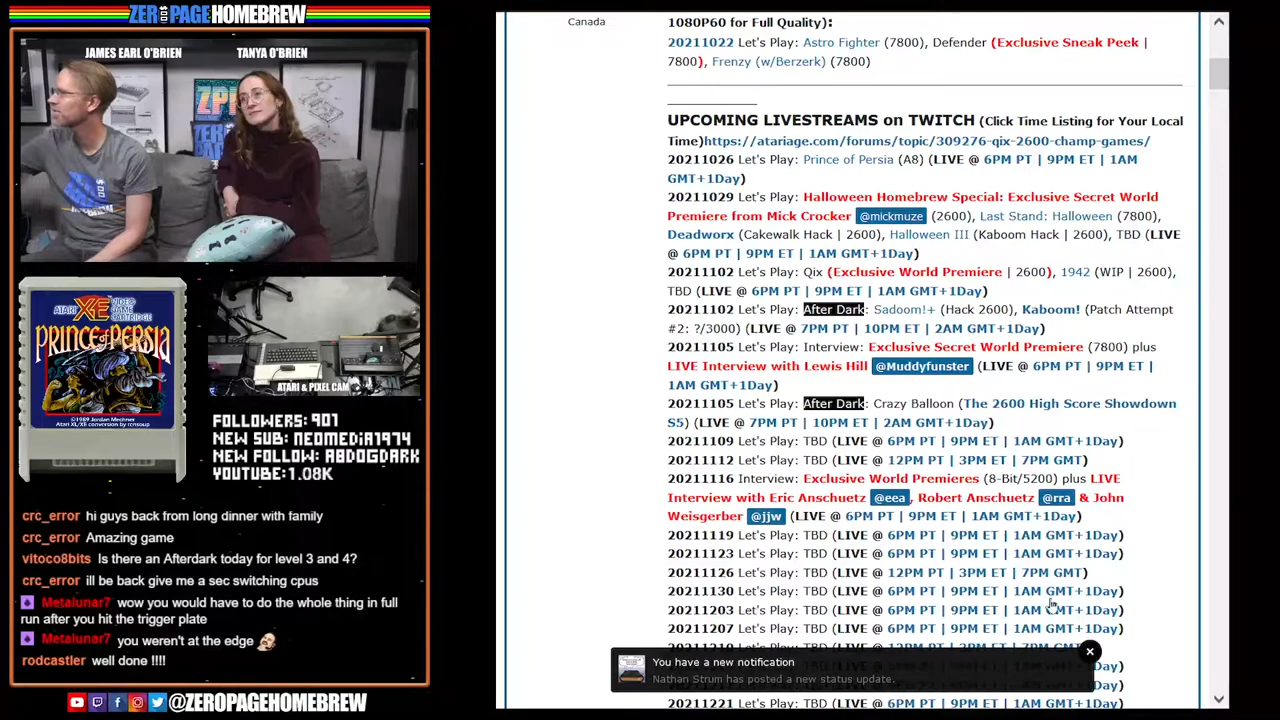 ZERO PAGE HOMEBREW
JAMES EARL O'BRIEN
TANYA O'BRIEN
ZPH
ATARI XE VIDEO GAME CARTRIDGE
PRINCE OF PERSIA
©1989 Jordan Mechner
Atari XL/XE conversion by rensoup
ATARI & PIXEL CAM
FOLLOWERS: 901
NEW SUB: NEOMEDIA1974
NEW FOLLOW: ABDOGDARK
YOUTUBE: 1.08K
crc_error hi guys back from long dinner with family
crc_error Amazing game
vitoco8bits Is there an Afterdark today for level 3 and 4?
crc_error ill be back give me a sec switching cpus
Metalunar7 wow you would have to do the whole thing in full
run after you hit the trigger plate
Metalunar7 you weren't at the edge
rodcastler well done !!!!
@ZEROPAGEHOMEBREW
Canada
1080P60 for Full Quality):
20211022 Let's Play: Astro Fighter (7800), Defender (Exclusive Sneak Peek |
7800), Frenzy (w/Berzerk) (7800)
UPCOMING LIVESTREAMS on TWITCH (Click Time Listing for Your Local
Time)https://atariage.com/forums/topic/309276-qix-2600-champ-games/
20211026 Let's Play: Prince of Persia (A8) (LIVE @ 6PM PT | 9PM ET | 1AM
GMT+1Day)
20211029 Let's Play: Halloween Homebrew Special: Exclusive Secret World
Premiere from Mick Crocker @mickmuze (2600), Last Stand: Halloween (7800),
Deadworx (Cakewalk Hack | 2600), Halloween III (Kaboom Hack | 2600), TBD (LIVE
@ 6PM PT | 9PM ET | 1AM GMT+1Day)
20211102 Let's Play: Qix (Exclusive World Premiere | 2600), 1942 (WIP | 2600),
TBD (LIVE @ 6PM PT | 9PM ET | 1AM GMT+1Day)
20211102 Let's Play: After Dark: Sadoom!+ (Hack 2600), Kaboom! (Patch Attempt
#2: ?/3000) (LIVE @ 7PM PT | 10PM ET | 2AM GMT+1Day)
20211105 Let's Play: Interview: Exclusive Secret World Premiere (7800) plus
LIVE Interview with Lewis Hill @Muddyfunster (LIVE @ 6PM PT | 9PM ET |
1AM GMT+1Day)
20211105 Let's Play: After Dark: Crazy Balloon (The 2600 High Score Showdown
S5) (LIVE @ 7PM PT | 10PM ET | 2AM GMT+1Day)
20211109 Let's Play: TBD (LIVE @ 6PM PT | 9PM ET | 1AM GMT+1Day)
20211112 Let's Play: TBD (LIVE @ 12PM PT | 3PM ET | 7PM GMT)
20211116 Interview: Exclusive World Premieres (8-Bit/5200) plus LIVE
Interview with Eric Anschuetz @eea, Robert Anschuetz @rra & John
Weisgerber @jjw (LIVE @ 6PM PT | 9PM ET | 1AM GMT+1Day)
20211119 Let's Play: TBD (LIVE @ 6PM PT | 9PM ET | 1AM GMT+1Day)
20211123 Let's Play: TBD (LIVE @ 6PM PT | 9PM ET | 1AM GMT+1Day)
20211126 Let's Play: TBD (LIVE @ 12PM PT | 3PM ET | 7PM GMT)
20211130 Let's Play: TBD (LIVE @ 6PM PT | 9PM ET | 1AM GMT+1Day)
20211203 Let's Play: TBD (LIVE @ 6PM PT | 9PM ET | 1AM GMT+1Day)
20211207 Let's Play: TBD (LIVE @ 6PM PT | 9PM ET | 1AM GMT+1Day)
You have a new notification
Nathan Strum has posted a new status update.
20211221 Let's Play: TBD (LIVE @ 6PM PT | 9PM ET | 1AM GMT+1Day)